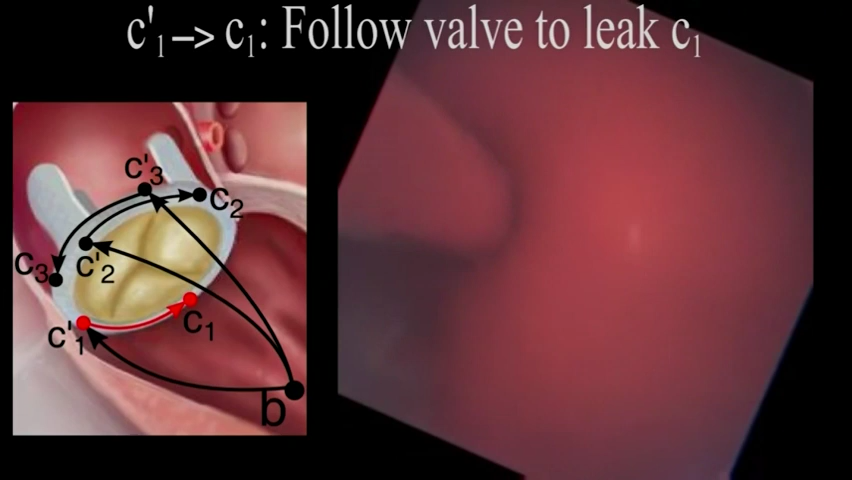 c'₁ –> c₁: Follow valve to leak c₁
c'₃
c₂
c₃
c'₂
c₁
c'₁
b